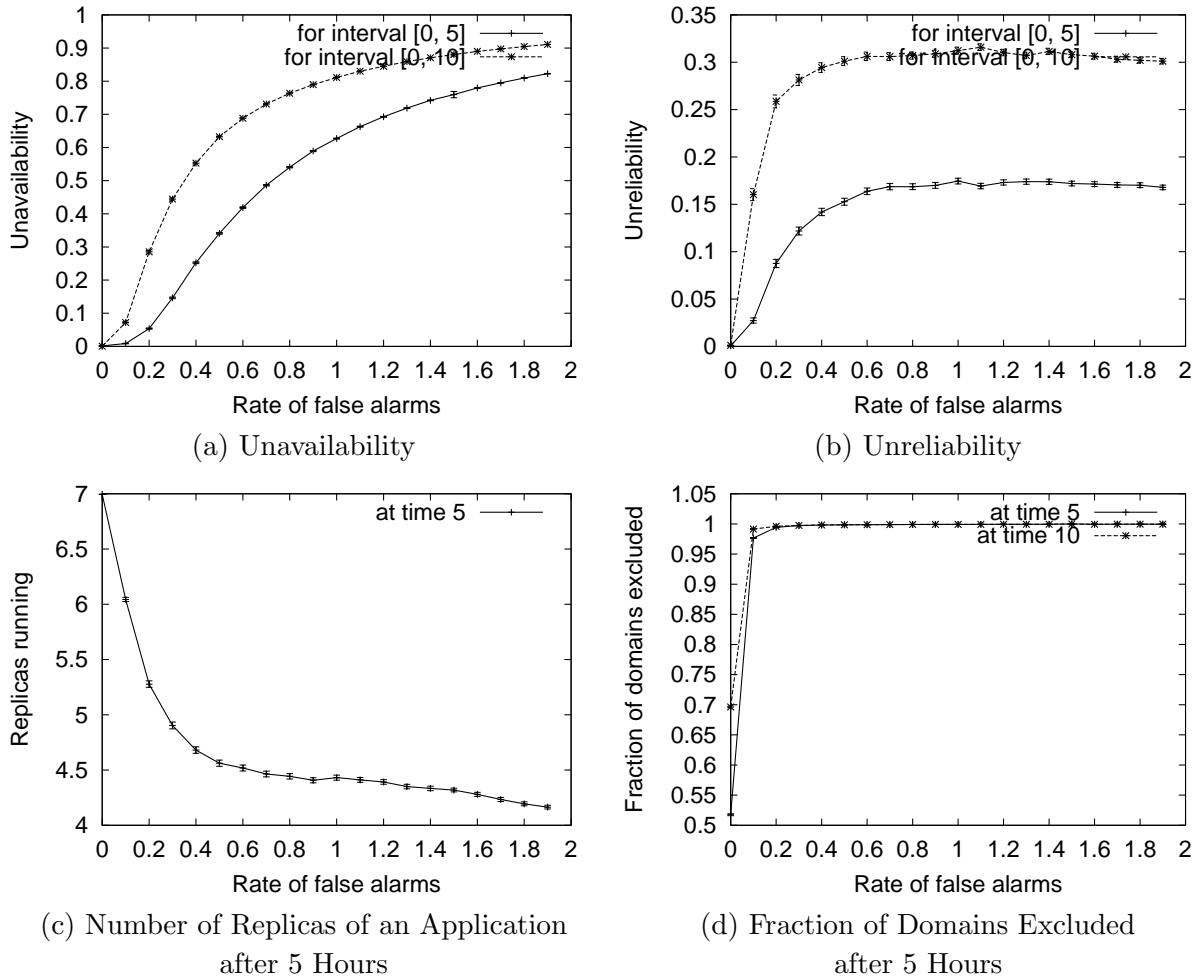 1
0.9
0.8
0.7
0.6
0.5
0.4
0.3
0.2
0.1
0
Unavailability
for interval [0, 5]
for interval [0, 10]
0 0.2 0.4 0.6 0.8 1 1.2 1.4 1.6 1.8 2
Rate of false alarms
(a) Unavailability
0.35
0.3
0.25
0.2
0.15
0.1
0.05
0
Unreliability
for interval [0, 5]
for interval [0, 10]
0 0.2 0.4 0.6 0.8 1 1.2 1.4 1.6 1.8 2
Rate of false alarms
(b) Unreliability
7
6.5
6
5.5
5
4.5
4
Replicas running
at time 5
0 0.2 0.4 0.6 0.8 1 1.2 1.4 1.6 1.8 2
Rate of false alarms
(c) Number of Replicas of an Application
after 5 Hours
1.05
1
0.95
0.9
0.85
0.8
0.75
0.7
0.65
0.6
0.55
0.5
Fraction of domains excluded
at time 5
at time 10
0 0.2 0.4 0.6 0.8 1 1.2 1.4 1.6 1.8 2
Rate of false alarms
(d) Fraction of Domains Excluded
after 5 Hours